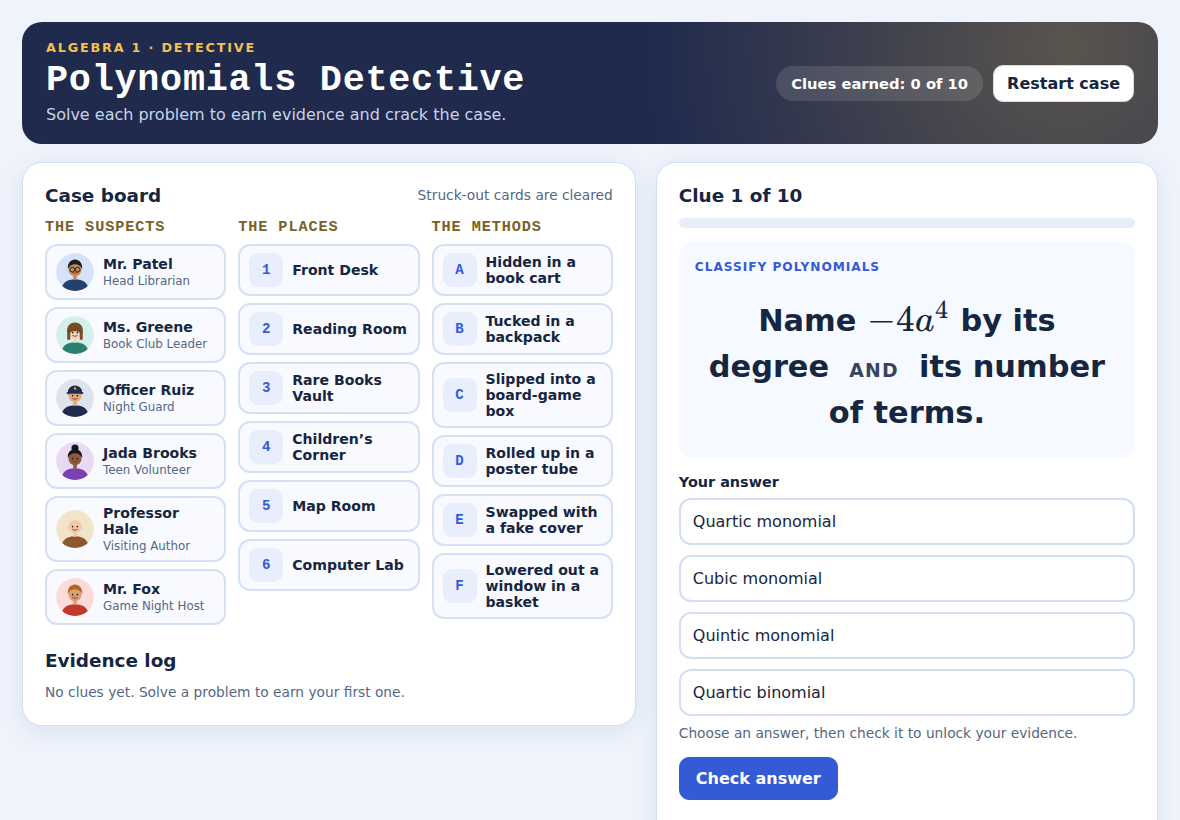 ALGEBRA 1 · DETECTIVE
Polynomials Detective
Solve each problem to earn evidence and crack the case.
Clues earned: 0 of 10
Restart case
Case board
Struck-out cards are cleared
THE SUSPECTS
Mr. Patel
Head Librarian
Ms. Greene
Book Club Leader
Officer Ruiz
Night Guard
Jada Brooks
Teen Volunteer
Professor
Hale
Visiting Author
Mr. Fox
Game Night Host
THE PLACES
1 Front Desk
2 Reading Room
3 Rare Books
Vault
4 Children’s
Corner
5 Map Room
6 Computer Lab
THE METHODS
A Hidden in a
book cart
B Tucked in a
backpack
C Slipped into a
board-game
box
D Rolled up in a
poster tube
E Swapped with
a fake cover
F Lowered out a
window in a
basket
Evidence log
No clues yet. Solve a problem to earn your first one.
Clue 1 of 10
CLASSIFY POLYNOMIALS
Name −4a⁴ by its
degree AND its number
of terms.
Your answer
Quartic monomial
Cubic monomial
Quintic monomial
Quartic binomial
Choose an answer, then check it to unlock your evidence.
Check answer